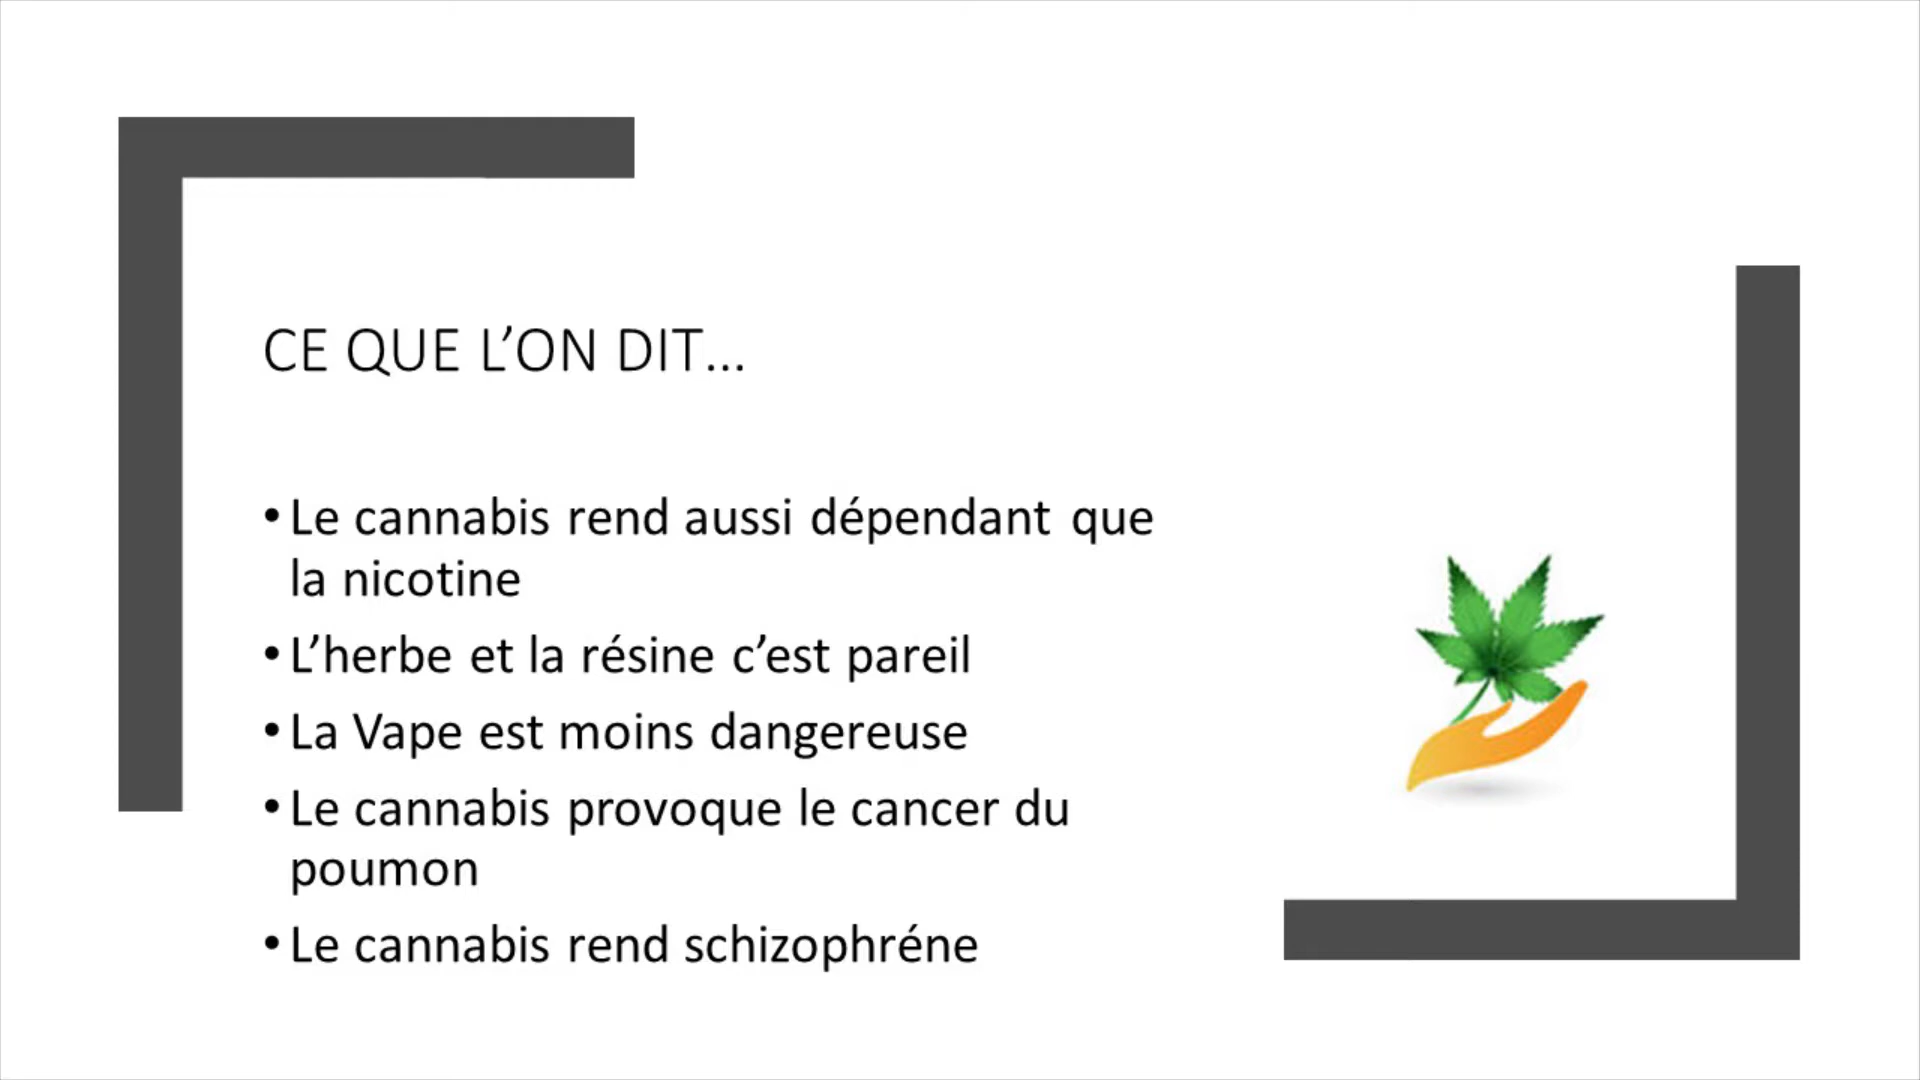 CE QUE L’ON DIT…
•Le cannabis rend aussi dépendant que
la nicotine
•L’herbe et la résine c’est pareil
•La Vape est moins dangereuse
•Le cannabis provoque le cancer du
poumon
•Le cannabis rend schizophréne